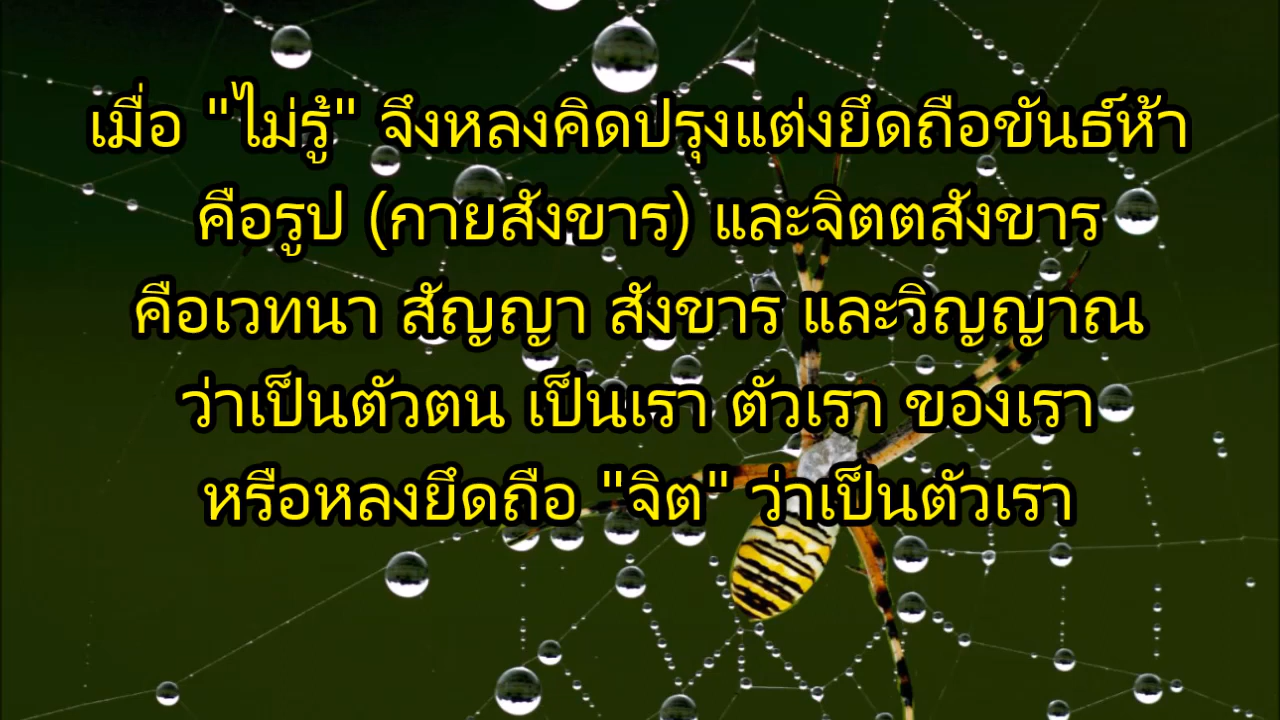 เมื่อ "ไม่รู้" จึงหลงคิดปรุงแต่งยึดถือขันธ์ห้า
คือรูป (กายสังขาร) และจิตตสังขาร
คือเวทนา สัญญา สังขาร และวิญญาณ
ว่าเป็นตัวตน เป็นเรา ตัวเรา ของเรา
หรือหลงยึดถือ "จิต" ว่าเป็นตัวเรา